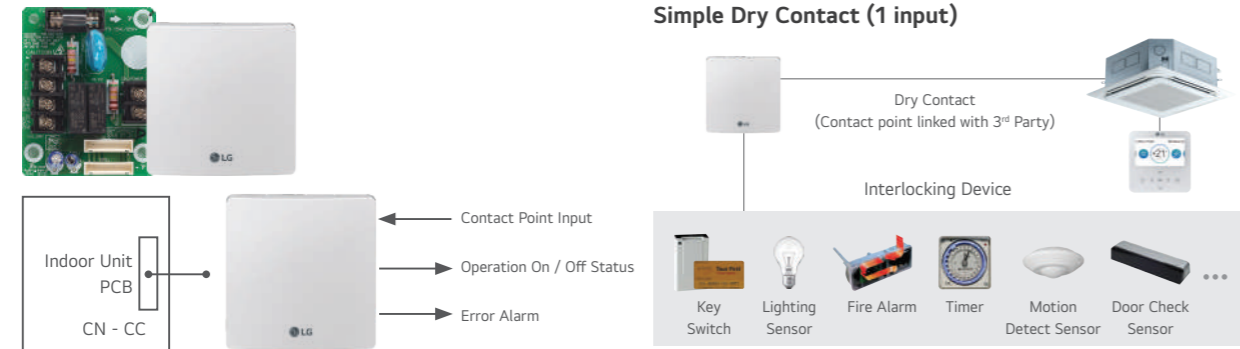 LG
Simple Dry Contact (1 input)
Dry Contact
(Contact point linked with 3rd Party)
LG
21
Interlocking Device
Indoor Unit
PCB
CN - CC
LG
Contact Point Input
Operation On / Off Status
Error Alarm
Key
Switch
Lighting
Sensor
Fire Alarm
Timer
Motion
Detect Sensor
Door Check
Sensor